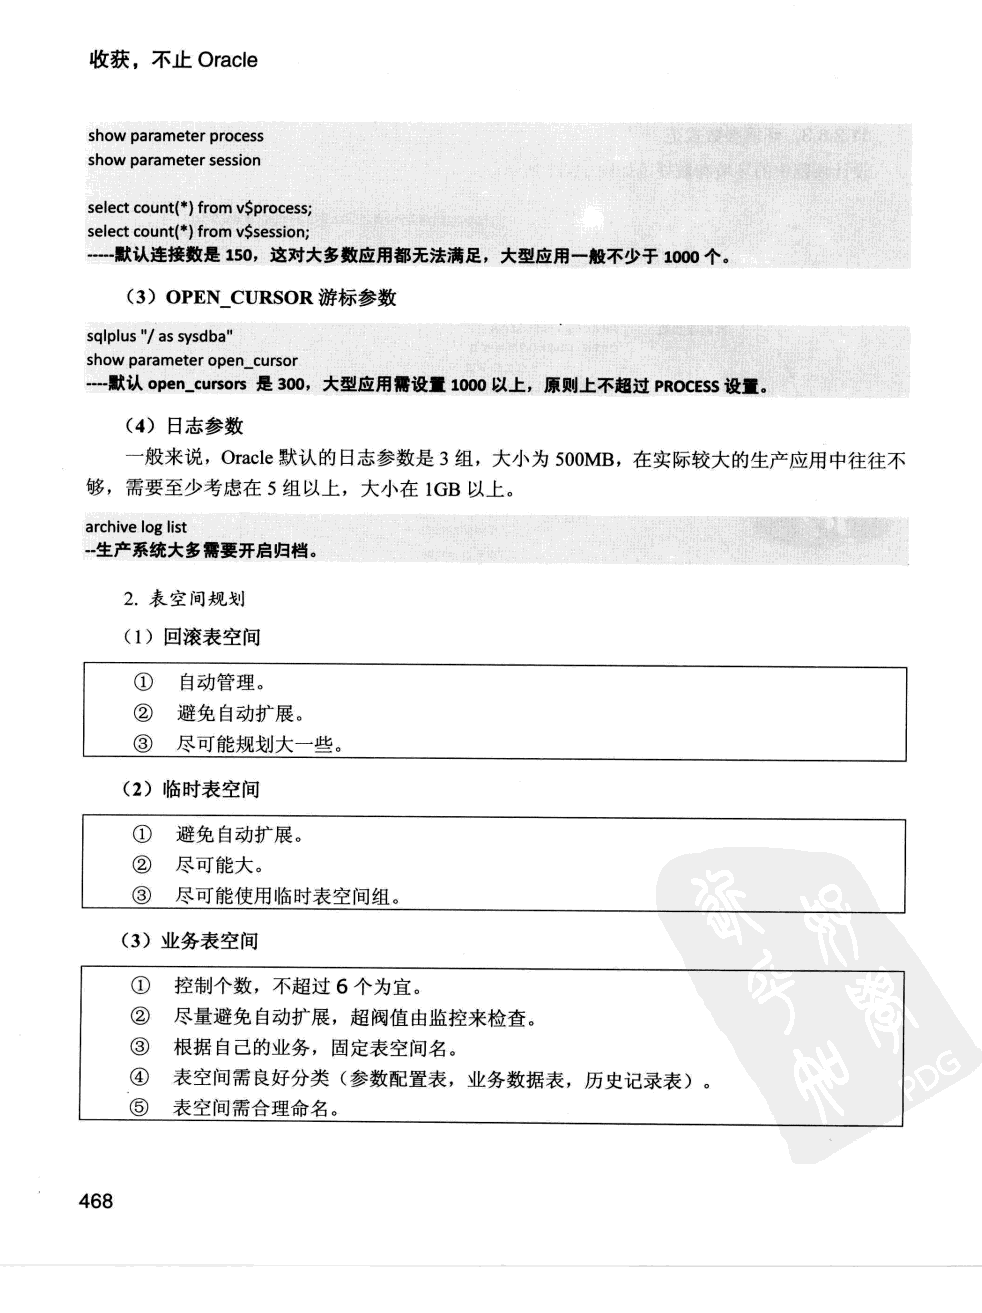 收获，不止 Oracle
show parameter process
show parameter session
select count(*) from v$process;
select count(*) from v$session;
-----默认连接数是 150，这对大多数应用都无法满足，大型应用一般不少于 1000 个。
（3）OPEN_CURSOR 游标参数
sqlplus "/ as sysdba"
show parameter open_cursor
----默认 open_cursors 是 300，大型应用需设置 1000 以上，原则上不超过 PROCESS 设置。
（4）日志参数
一般来说，Oracle 默认的日志参数是 3 组，大小为 500MB，在实际较大的生产应用中往往不
够，需要至少考虑在 5 组以上，大小在 1GB 以上。
archive log list
--生产系统大多需要开启归档。
2. 表空间规划
（1）回滚表空间
① 自动管理。
② 避免自动扩展。
③ 尽可能规划大一些。
（2）临时表空间
① 避免自动扩展。
② 尽可能大。
③ 尽可能使用临时表空间组。
（3）业务表空间
① 控制个数，不超过 6 个为宜。
② 尽量避免自动扩展，超阀值由监控来检查。
③ 根据自己的业务，固定表空间名。
④ 表空间需良好分类（参数配置表，业务数据表，历史记录表）。
⑤ 表空间需合理命名。
PDG
468